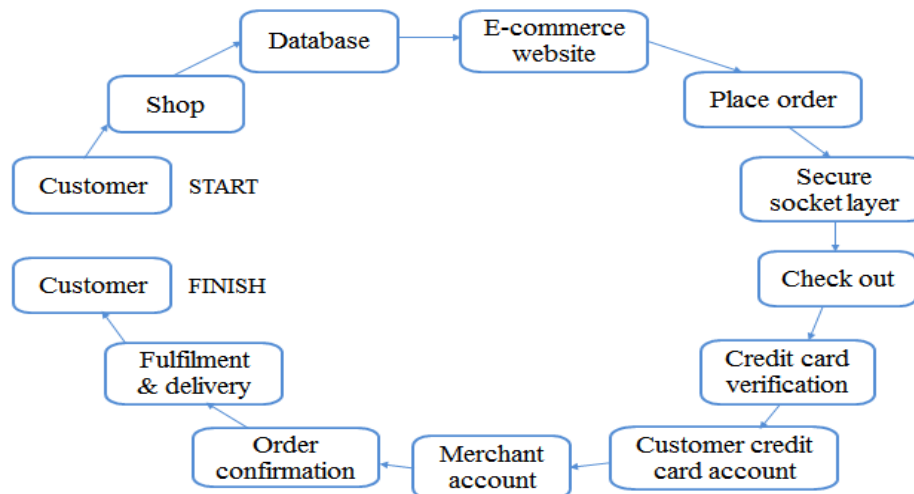 Database
E-commerce
website
Shop
Place order
Customer
START
Secure
socket layer
Customer
FINISH
Check out
Fulfilment
& delivery
Credit card
verification
Order
confirmation
Merchant
account
Customer credit
card account